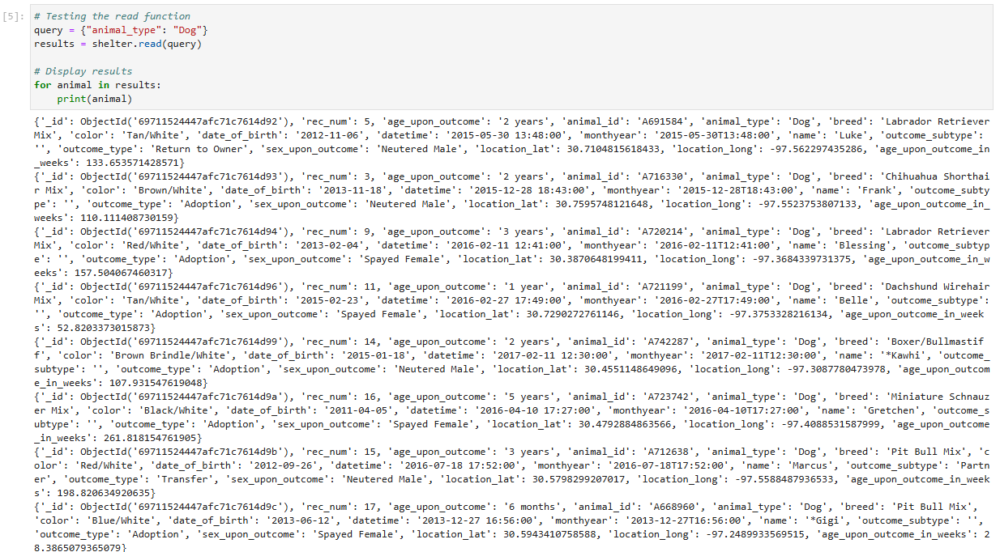 [5]: # Testing the read function
query = {"animal_type": "Dog"}
results = shelter.read(query)
# Display results
for animal in results:
    print(animal)
{'_id': ObjectId('69711524447afc71c7614d92'), 'rec_num': 5, 'age_upon_outcome': '2 years', 'animal_id': 'A691584', 'animal_type': 'Dog', 'breed': 'Labrador Retriever
Mix', 'color': 'Tan/White', 'date_of_birth': '2012-11-06', 'datetime': '2015-05-30 13:48:00', 'monthyear': '2015-05-30T13:48:00', 'name': 'Luke', 'outcome_subtype':
'', 'outcome_type': 'Return to Owner', 'sex_upon_outcome': 'Neutered Male', 'location_lat': 30.7104815618433, 'location_long': -97.562297435286, 'age_upon_outcome_in
_weeks': 133.653571428571}
{'_id': ObjectId('69711524447afc71c7614d93'), 'rec_num': 3, 'age_upon_outcome': '2 years', 'animal_id': 'A716330', 'animal_type': 'Dog', 'breed': 'Chihuahua Shorthai
r Mix', 'color': 'Brown/White', 'date_of_birth': '2013-11-18', 'datetime': '2015-12-28 18:43:00', 'monthyear': '2015-12-28T18:43:00', 'name': 'Frank', 'outcome_subty
pe': '', 'outcome_type': 'Adoption', 'sex_upon_outcome': 'Neutered Male', 'location_lat': 30.7595748121648, 'location_long': -97.5523753807133, 'age_upon_outcome_in_
weeks': 110.111408730159}
{'_id': ObjectId('69711524447afc71c7614d94'), 'rec_num': 9, 'age_upon_outcome': '3 years', 'animal_id': 'A720214', 'animal_type': 'Dog', 'breed': 'Labrador Retriever
Mix', 'color': 'Red/White', 'date_of_birth': '2013-02-04', 'datetime': '2016-02-11 12:41:00', 'monthyear': '2016-02-11T12:41:00', 'name': 'Blessing', 'outcome_subtyp
e': '', 'outcome_type': 'Adoption', 'sex_upon_outcome': 'Spayed Female', 'location_lat': 30.3870648199411, 'location_long': -97.3684339731375, 'age_upon_outcome_in_w
eeks': 157.504067460317}
{'_id': ObjectId('69711524447afc71c7614d96'), 'rec_num': 11, 'age_upon_outcome': '1 year', 'animal_id': 'A721199', 'animal_type': 'Dog', 'breed': 'Dachshund Wirehair
Mix', 'color': 'Tan/White', 'date_of_birth': '2015-02-23', 'datetime': '2016-02-27 17:49:00', 'monthyear': '2016-02-27T17:49:00', 'name': 'Belle', 'outcome_subtype':
'', 'outcome_type': 'Adoption', 'sex_upon_outcome': 'Spayed Female', 'location_lat': 30.7290272761146, 'location_long': -97.3753328216134, 'age_upon_outcome_in_week
s': 52.8203373015873}
{'_id': ObjectId('69711524447afc71c7614d99'), 'rec_num': 14, 'age_upon_outcome': '2 years', 'animal_id': 'A742287', 'animal_type': 'Dog', 'breed': 'Boxer/Bullmastif
f', 'color': 'Brown Brindle/White', 'date_of_birth': '2015-01-18', 'datetime': '2017-02-11 12:30:00', 'monthyear': '2017-02-11T12:30:00', 'name': '*Kawhi', 'outcome_
subtype': '', 'outcome_type': 'Adoption', 'sex_upon_outcome': 'Neutered Male', 'location_lat': 30.4551148649096, 'location_long': -97.3087780473978, 'age_upon_outcom
e_in_weeks': 107.931547619048}
{'_id': ObjectId('69711524447afc71c7614d9a'), 'rec_num': 16, 'age_upon_outcome': '5 years', 'animal_id': 'A723742', 'animal_type': 'Dog', 'breed': 'Miniature Schnauz
er Mix', 'color': 'Black/White', 'date_of_birth': '2011-04-05', 'datetime': '2016-04-10 17:27:00', 'monthyear': '2016-04-10T17:27:00', 'name': 'Gretchen', 'outcome_s
ubtype': '', 'outcome_type': 'Adoption', 'sex_upon_outcome': 'Spayed Female', 'location_lat': 30.4792884863566, 'location_long': -97.4088531587999, 'age_upon_outcome
_in_weeks': 261.818154761905}
{'_id': ObjectId('69711524447afc71c7614d9b'), 'rec_num': 15, 'age_upon_outcome': '3 years', 'animal_id': 'A712638', 'animal_type': 'Dog', 'breed': 'Pit Bull Mix', 'c
olor': 'Red/White', 'date_of_birth': '2012-09-26', 'datetime': '2016-07-18 17:52:00', 'monthyear': '2016-07-18T17:52:00', 'name': 'Marcus', 'outcome_subtype': 'Partn
er', 'outcome_type': 'Transfer', 'sex_upon_outcome': 'Neutered Male', 'location_lat': 30.5798299207017, 'location_long': -97.5588487936533, 'age_upon_outcome_in_week
s': 198.820634920635}
{'_id': ObjectId('69711524447afc71c7614d9c'), 'rec_num': 17, 'age_upon_outcome': '6 months', 'animal_id': 'A668960', 'animal_type': 'Dog', 'breed': 'Pit Bull Mix',
'color': 'Blue/White', 'date_of_birth': '2013-06-12', 'datetime': '2013-12-27 16:56:00', 'monthyear': '2013-12-27T16:56:00', 'name': '*Gigi', 'outcome_subtype': '',
'outcome_type': 'Adoption', 'sex_upon_outcome': 'Spayed Female', 'location_lat': 30.5943410758588, 'location_long': -97.2489933569515, 'age_upon_outcome_in_weeks': 2
8.3865079365079}